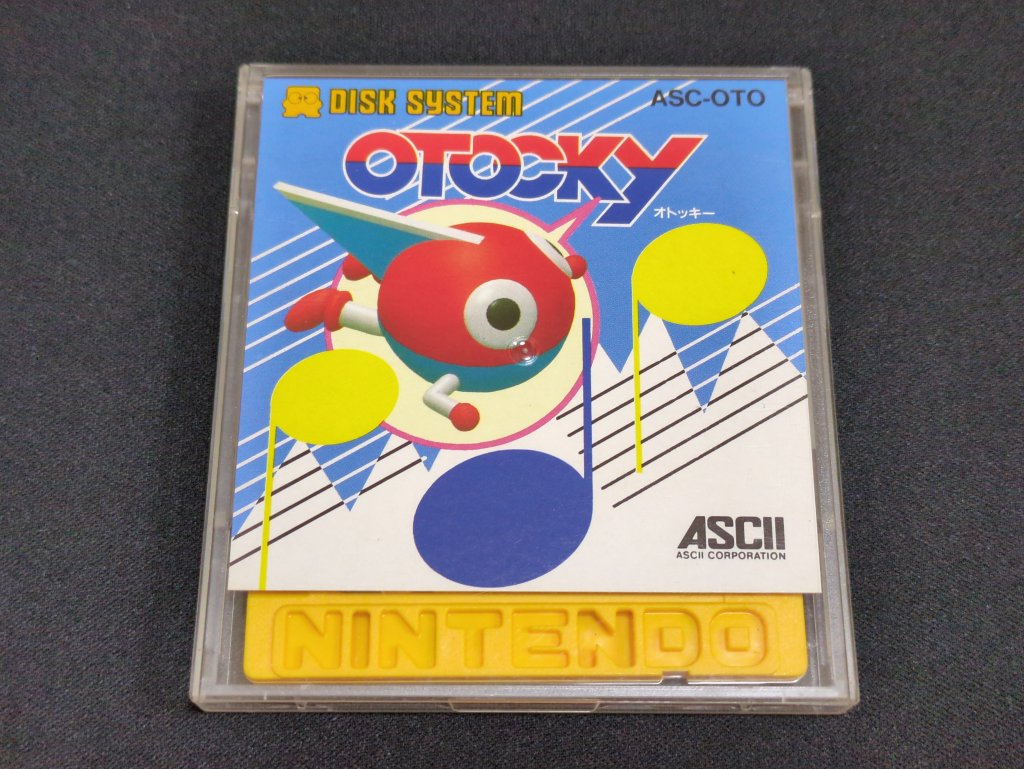 DISK SYSTEM
ASC-OTO
OTOCKY
オトッキー
ASCII
ASCII CORPORATION
NINTENDO